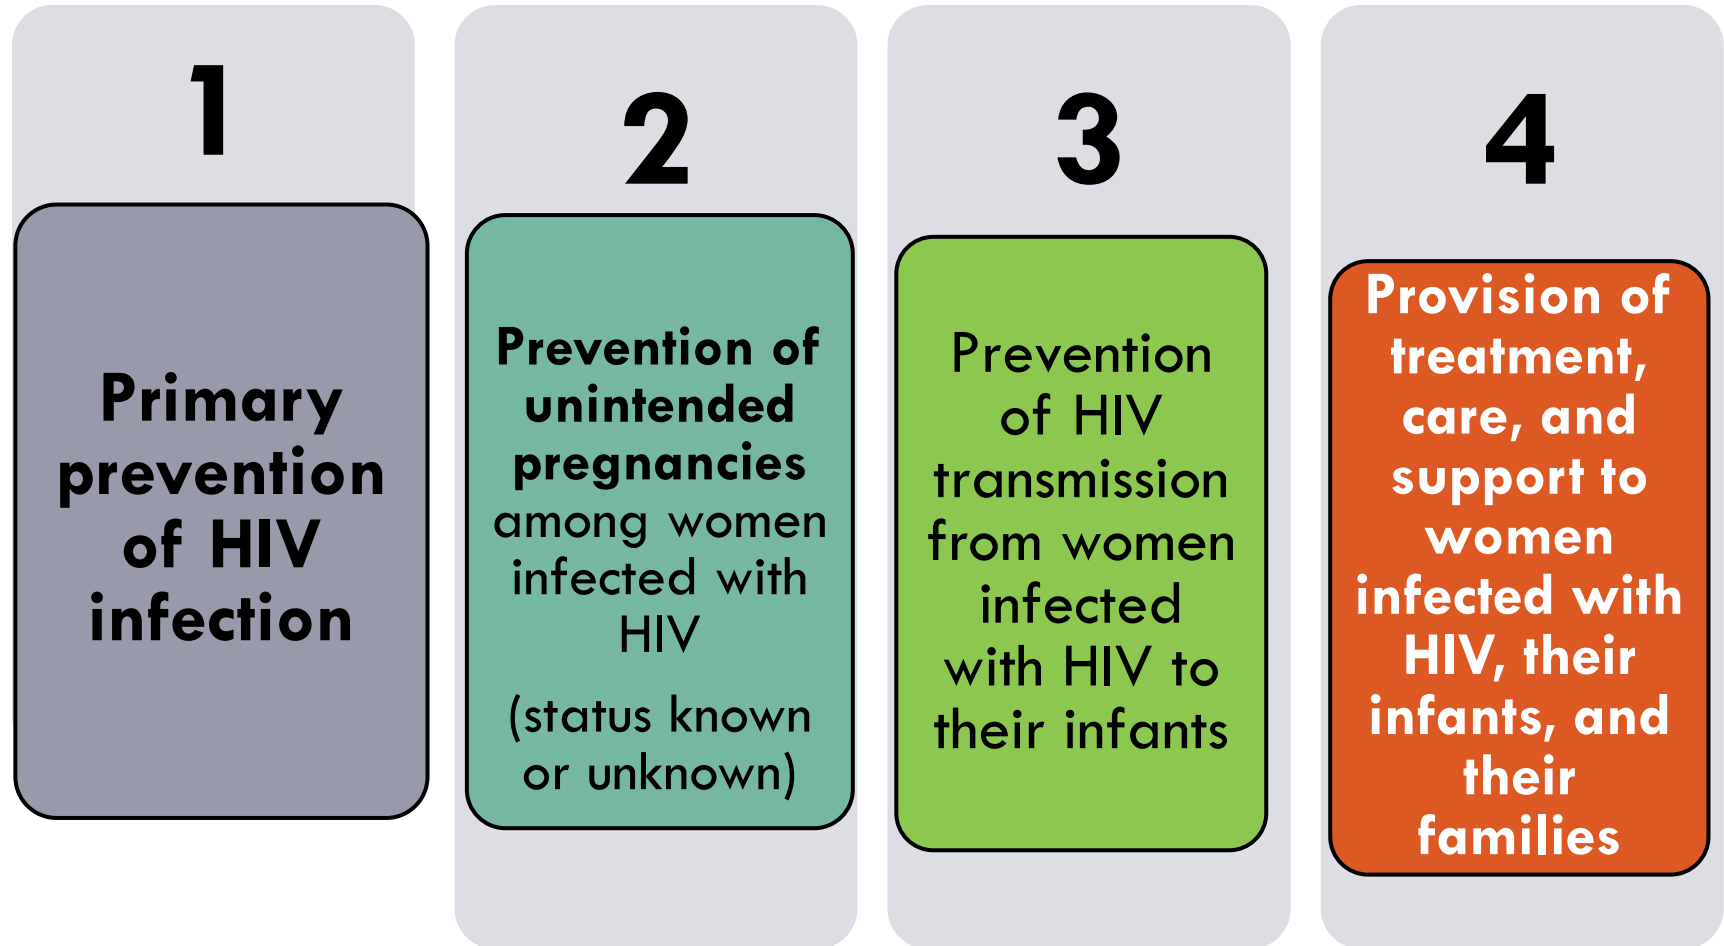 1
Primary
prevention
of HIV
infection
2
Prevention of
unintended
pregnancies
among women
infected with
HIV
(status known
or unknown)
3
Prevention
of HIV
transmission
from women
infected
with HIV to
their infants
4
Provision of
treatment,
care, and
support to
women
infected with
HIV, their
infants, and
their
families